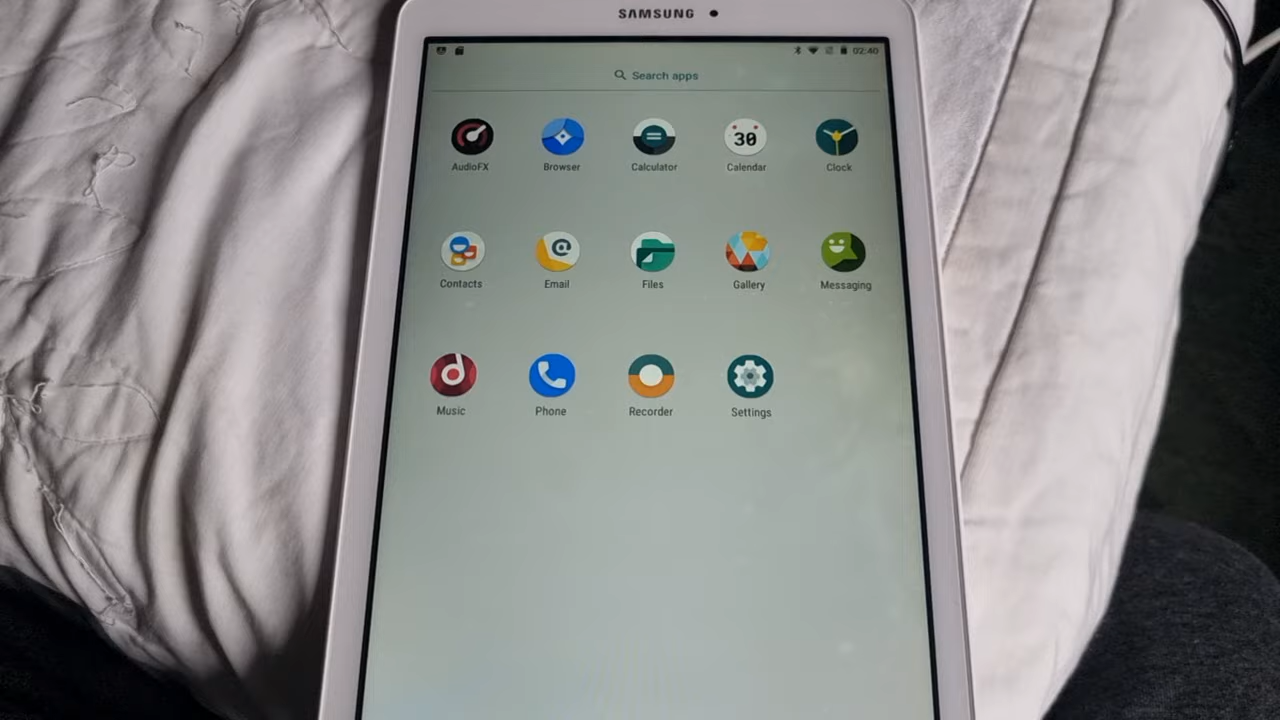 SAMSUNG
02:40
Search apps
30
AudioFX Browser Calculator Calendar Clock
@
Contacts Email Files Gallery Messaging
Music Phone Recorder Settings